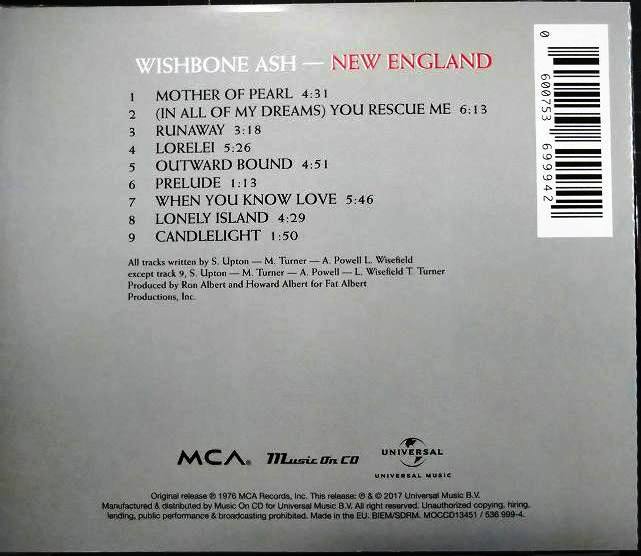 WISHBONE ASH — NEW ENGLAND
1 MOTHER OF PEARL 4:31
2 (IN ALL OF MY DREAMS) YOU RESCUE ME 6:13
3 RUNAWAY 3:18
4 LORELEI 5:26
5 OUTWARD BOUND 4:51
6 PRELUDE 1:13
7 WHEN YOU KNOW LOVE 5:46
8 LONELY ISLAND 4:29
9 CANDLELIGHT 1:50
All tracks written by S. Upton — M. Turner — A. Powell L. Wisefield
except track 9, S. Upton — M. Turner — A. Powell — L. Wisefield T. Turner
Produced by Ron Albert and Howard Albert for Fat Albert
Productions, Inc.
0 600753 699942
MCA®
Music On CD
UNIVERSAL
UNIVERSAL MUSIC
Original release ℗ 1976 MCA Records, Inc. This release: ℗ & © 2017 Universal Music B.V.
Manufactured & distributed by Music On CD for Universal Music B.V. All right reserved. Unauthorized copying, hiring,
lending, public performance & broadcasting prohibited. Made in the EU. BIEM/SDRM. MOCCD13451 / 536 999-4.